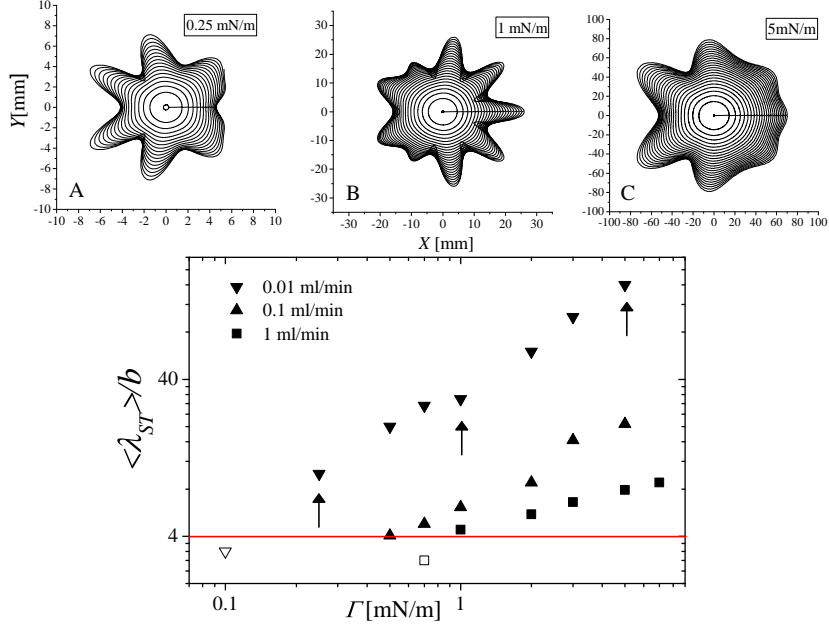 0.25 mN/m
Y [mm]
10
8
6
4
2
0
-2
-4
-6
-8
-10
-10 -8 -6 -4 -2 0 2 4 6 8 10
A
1 mN/m
30
20
10
0
-10
-20
-30
-30 -20 -10 0 10 20 30
B
X [mm]
5mN/m
100
80
60
40
20
0
-20
-40
-60
-80
-100
-100 -80 -60 -40 -20 0 20 40 60 80 100
C
0.01 ml/min
0.1 ml/min
1 ml/min
<λST>/b
40
4
0.1 1
Γ [mN/m]